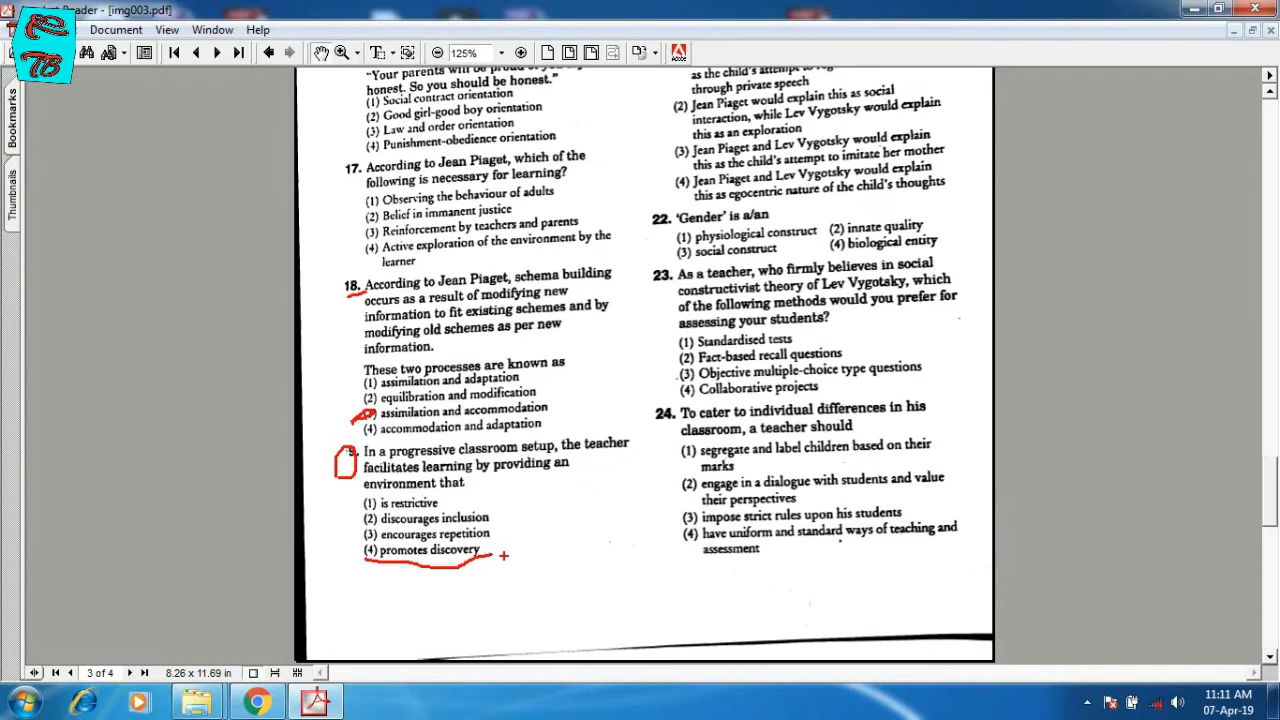 Reader - [img003.pdf]
Document View Window Help
125%
Bookmarks
Thumbnails
"Your parents will be proud
honest. So you should be honest."
(1) Social contract orientation
(2) Good girl-good boy orientation
(3) Law and order orientation
(4) Punishment-obedience orientation
17. According to Jean Piaget, which of the
following is necessary for learning?
(1) Observing the behaviour of adults
(2) Belief in immanent justice
(3) Reinforcement by teachers and parents
(4) Active exploration of the environment by the
learner
18. According to Jean Piaget, schema building
occurs as a result of modifying new
information to fit existing schemes and by
modifying old schemes as per new
information.
These two processes are known as
(1) assimilation and adaptation
(2) equilibration and modification
assimilation and accommodation
(4) accommodation and adaptation
In a progressive classroom setup, the teacher
facilitates learning by providing an
environment that
(1) is restrictive
(2) discourages inclusion
(3) encourages repetition
(4) promotes discovery
as the child's attempt to
through private speech
(2) Jean Piaget would explain this as social
interaction, while Lev Vygotsky would explain
this as an exploration
(3) Jean Piaget and Lev Vygotsky would explain
this as the child's attempt to imitate her mother
(4) Jean Piaget and Lev Vygotsky would explain
this as egocentric nature of the child's thoughts
22. 'Gender' is a/an
(1) physiological construct (2) innate quality
(3) social construct (4) biological entity
23. As a teacher, who firmly believes in social
constructivist theory of Lev Vygotsky, which
of the following methods would you prefer for
assessing your students?
(1) Standardised tests
(2) Fact-based recall questions
(3) Objective multiple-choice type questions
(4) Collaborative projects
24. To cater to individual differences in his
classroom, a teacher should
(1) segregate and label children based on their
marks
(2) engage in a dialogue with students and value
their perspectives
(3) impose strict rules upon his students
(4) have uniform and standard ways of teaching and
assessment
3 of 4 8.26 x 11.69 in
11:11 AM
07-Apr-19